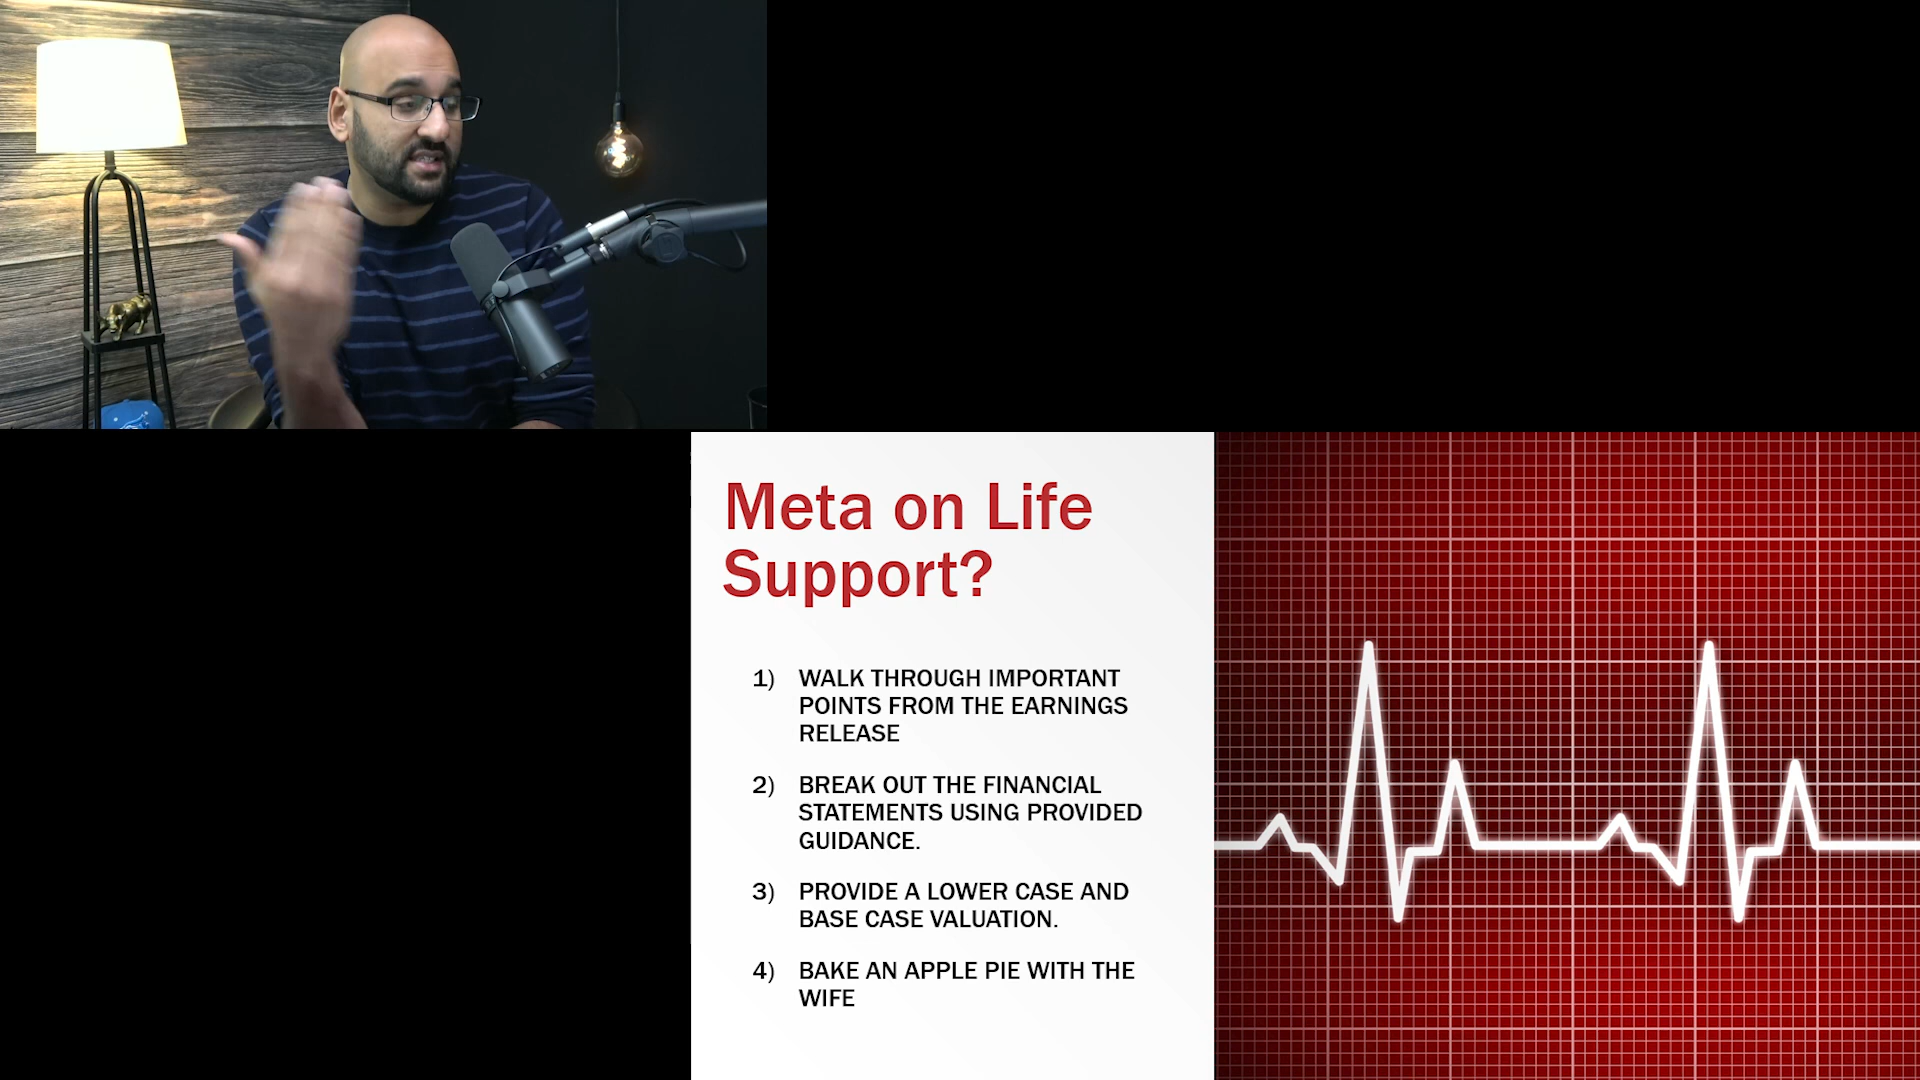 Meta on Life
Support?
1) WALK THROUGH IMPORTANT
POINTS FROM THE EARNINGS
RELEASE
2) BREAK OUT THE FINANCIAL
STATEMENTS USING PROVIDED
GUIDANCE.
3) PROVIDE A LOWER CASE AND
BASE CASE VALUATION.
4) BAKE AN APPLE PIE WITH THE
WIFE